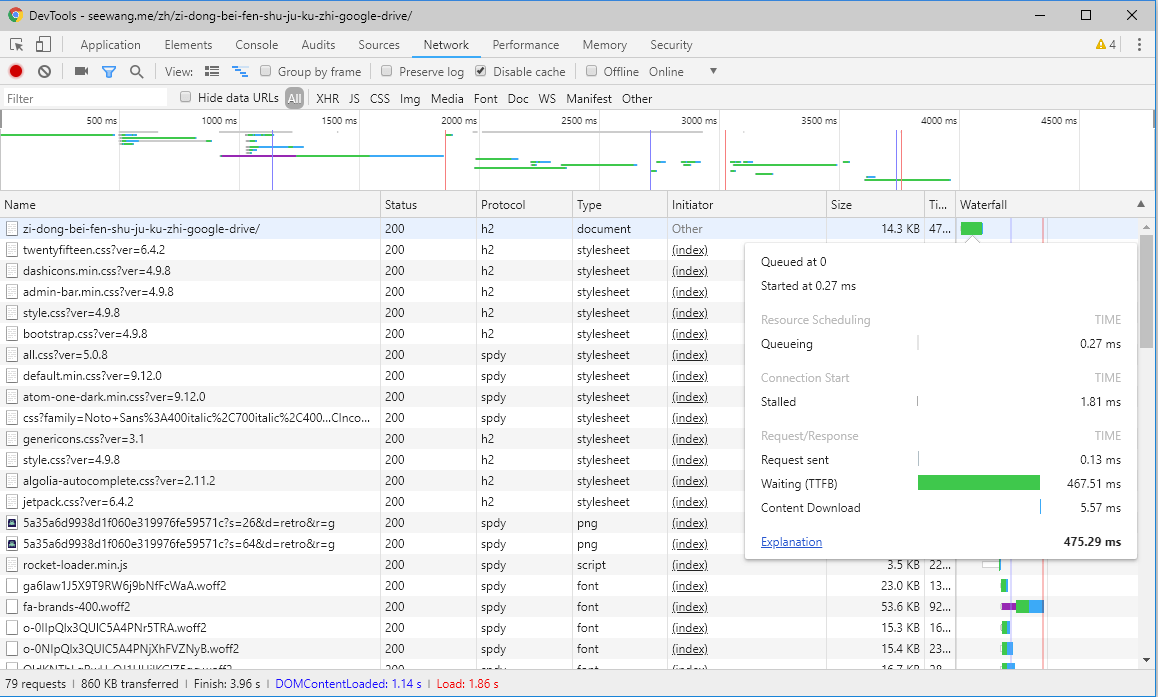 DevTools - seewang.me/zh/zi-dong-bei-fen-shu-ju-ku-zhi-google-drive/
Application Elements Console Audits Sources Network Performance Memory Security 4
View: Group by frame Preserve log Disable cache Offline Online
Filter Hide data URLs All XHR JS CSS Img Media Font Doc WS Manifest Other
500 ms 1000 ms 1500 ms 2000 ms 2500 ms 3000 ms 3500 ms 4000 ms 4500 ms
Name Status Protocol Type Initiator Size Ti... Waterfall
zi-dong-bei-fen-shu-ju-ku-zhi-google-drive/ 200 h2 document Other 14.3 KB 47...
twentyfifteen.css?ver=6.4.2 200 h2 stylesheet (index)
dashicons.min.css?ver=4.9.8 200 h2 stylesheet (index)
admin-bar.min.css?ver=4.9.8 200 h2 stylesheet (index)
style.css?ver=4.9.8 200 h2 stylesheet (index)
bootstrap.css?ver=4.9.8 200 h2 stylesheet (index)
all.css?ver=5.0.8 200 spdy stylesheet (index)
default.min.css?ver=9.12.0 200 spdy stylesheet (index)
atom-one-dark.min.css?ver=9.12.0 200 spdy stylesheet (index)
css?family=Noto+Sans%3A400italic%2C700italic%2C400...CInco... 200 spdy stylesheet (index)
genericons.css?ver=3.1 200 h2 stylesheet (index)
style.css?ver=4.9.8 200 h2 stylesheet (index)
algolia-autocomplete.css?ver=2.11.2 200 h2 stylesheet (index)
jetpack.css?ver=6.4.2 200 h2 stylesheet (index)
5a35a6d9938d1f060e319976fe59571c?s=26&d=retro&r=g 200 spdy png (index)
5a35a6d9938d1f060e319976fe59571c?s=64&d=retro&r=g 200 spdy png (index)
rocket-loader.min.js 200 spdy script (index) 3.5 KB 22...
ga6law1J5X9T9RW6j9bNfFcWaA.woff2 200 spdy font (index) 23.0 KB 13...
fa-brands-400.woff2 200 spdy font (index) 53.6 KB 92...
o-0IIpQlx3QUlC5A4PNr5TRA.woff2 200 spdy font (index) 15.3 KB 16...
o-0NIpQlx3QUlC5A4PNjXhFVZNyB.woff2 200 spdy font (index) 15.4 KB 23...
200 spdy font (index) 16.7 KB 28...
Queued at 0
Started at 0.27 ms
Resource Scheduling TIME
Queueing 0.27 ms
Connection Start TIME
Stalled 1.81 ms
Request/Response TIME
Request sent 0.13 ms
Waiting (TTFB) 467.51 ms
Content Download 5.57 ms
Explanation 475.29 ms
79 requests | 860 KB transferred | Finish: 3.96 s | DOMContentLoaded: 1.14 s | Load: 1.86 s